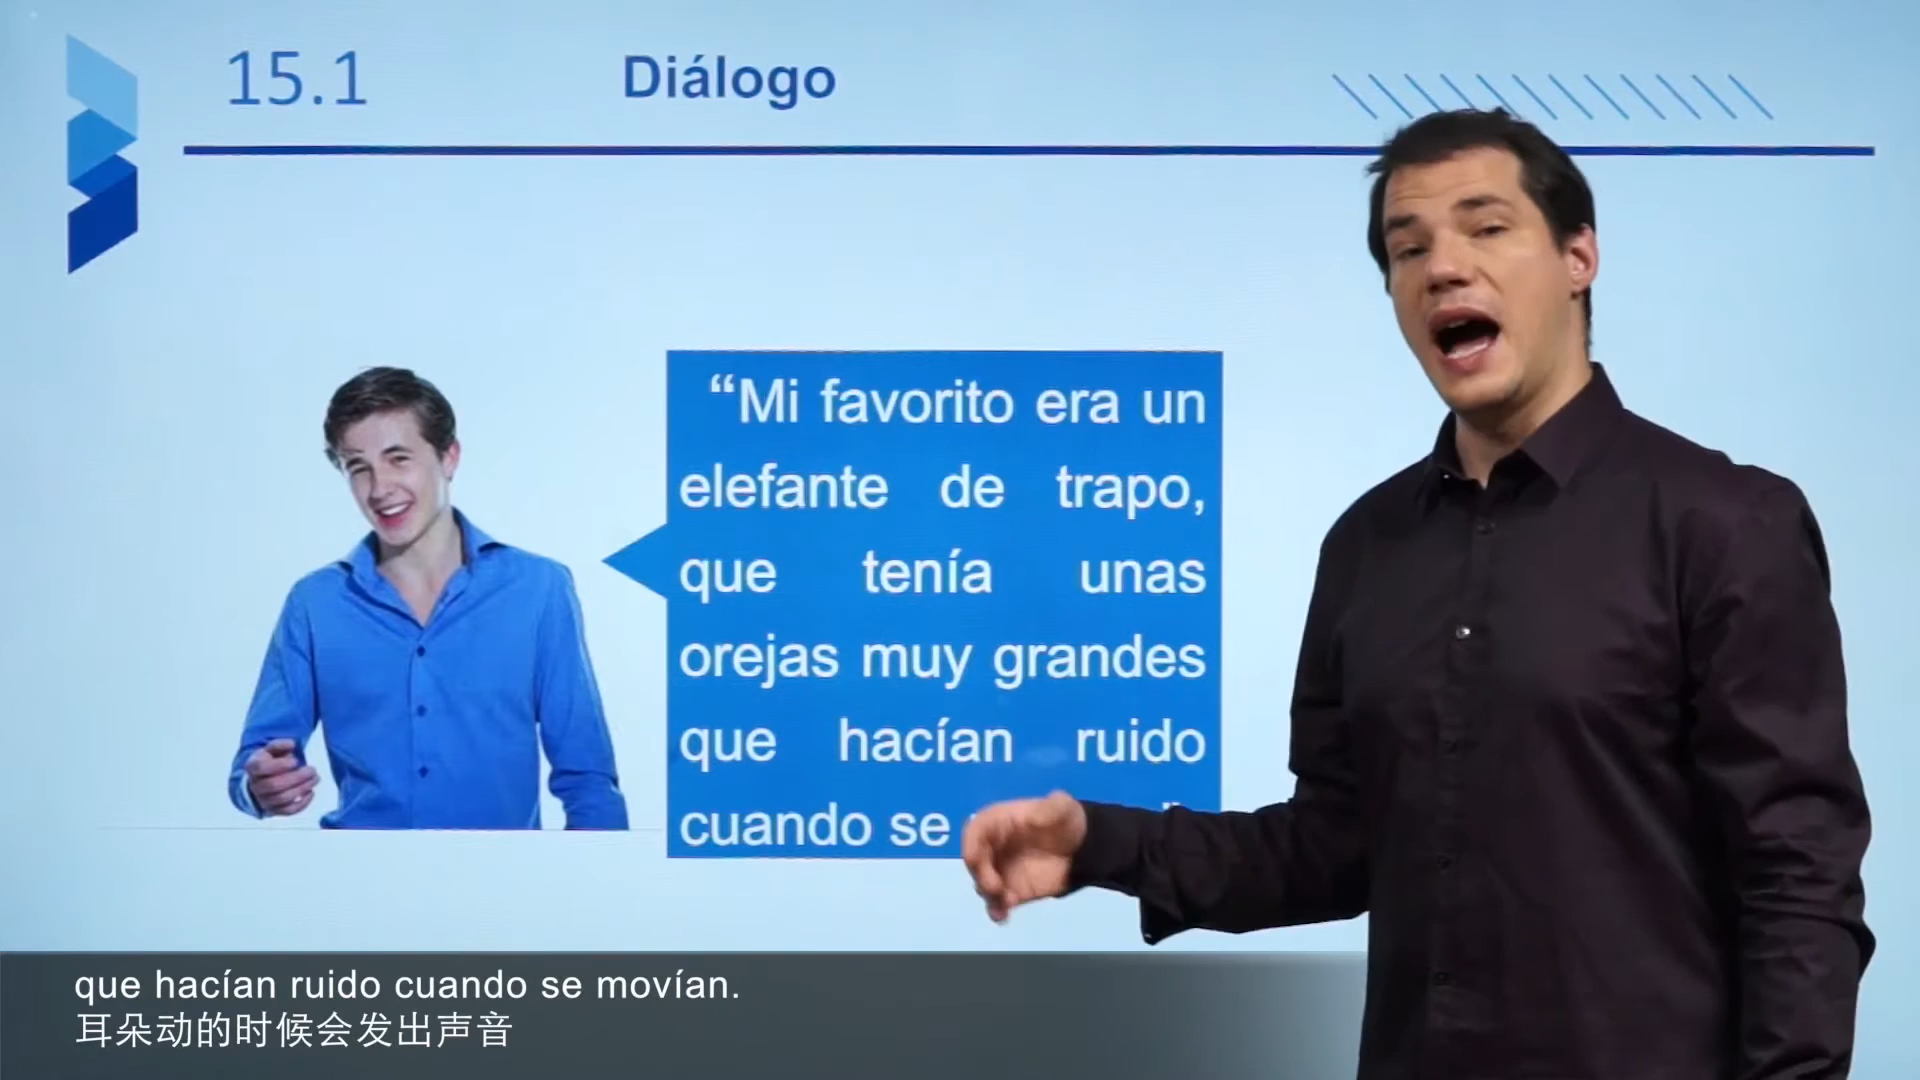 15.1 Diálogo
“Mi favorito era un
elefante de trapo,
que tenía unas
orejas muy grandes
que hacían ruido
cuando se
que hacían ruido cuando se movían.
耳朵动的时候会发出声音